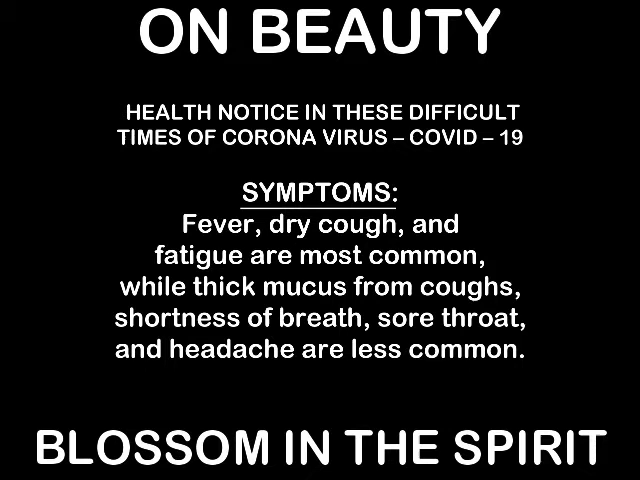 ON BEAUTY
HEALTH NOTICE IN THESE DIFFICULT
TIMES OF CORONA VIRUS – COVID – 19
SYMPTOMS:
Fever, dry cough, and
fatigue are most common,
while thick mucus from coughs,
shortness of breath, sore throat,
and headache are less common.
BLOSSOM IN THE SPIRIT